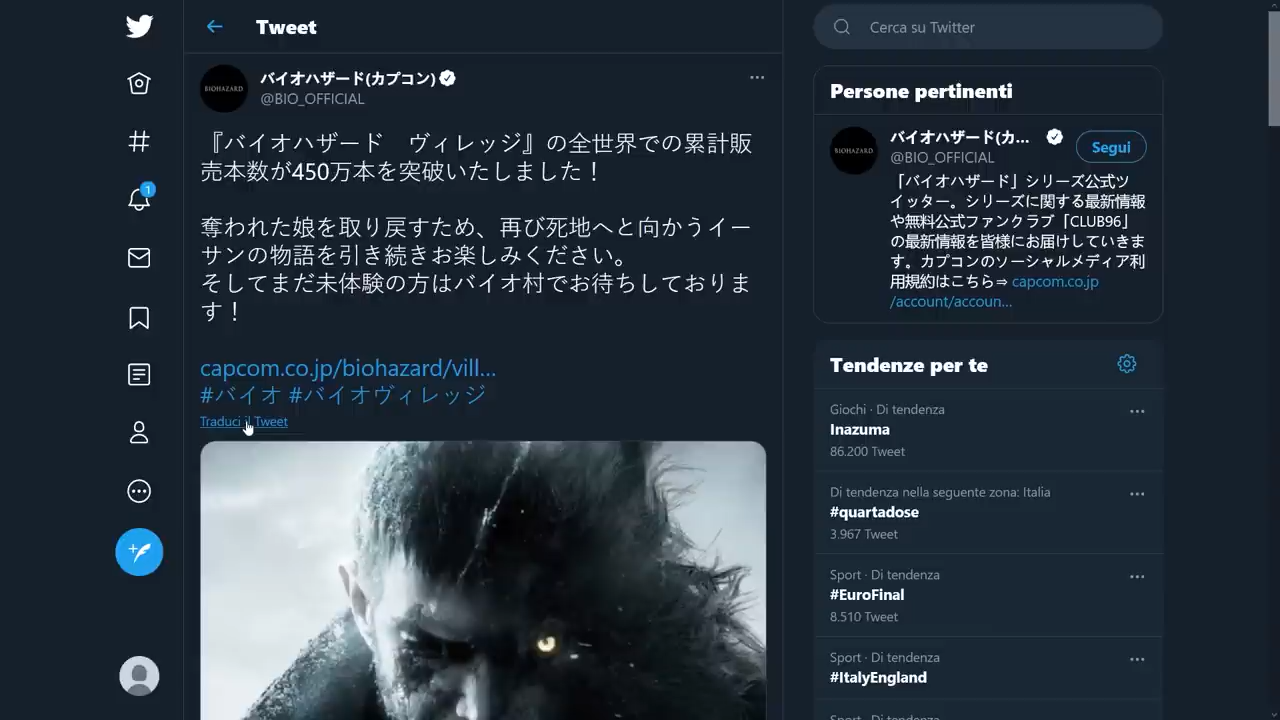 Tweet
バイオハザード(カプコン)
@BIO_OFFICIAL
BIOHAZARD
『バイオハザード　ヴィレッジ』の全世界での累計販
売本数が450万本を突破いたしました！
奪われた娘を取り戻すため、再び死地へと向かうイー
サンの物語を引き続きお楽しみください。
そしてまだ未体験の方はバイオ村でお待ちしておりま
す！
capcom.co.jp/biohazard/vill...
#バイオ #バイオヴィレッジ
Traduci il Tweet
1
Cerca su Twitter
Persone pertinenti
BIOHAZARD
バイオハザード(カ...
@BIO_OFFICIAL
Segui
「バイオハザード」シリーズ公式ツ
イッター。シリーズに関する最新情報
や無料公式ファンクラブ「CLUB96」
の最新情報を皆様にお届けしていきま
す。カプコンのソーシャルメディア利
用規約はこちら⇒ capcom.co.jp
/account/accoun...
Tendenze per te
Giochi · Di tendenza
Inazuma
86.200 Tweet
Di tendenza nella seguente zona: Italia
#quartadose
3.967 Tweet
Sport · Di tendenza
#EuroFinal
8.510 Tweet
Sport · Di tendenza
#ItalyEngland